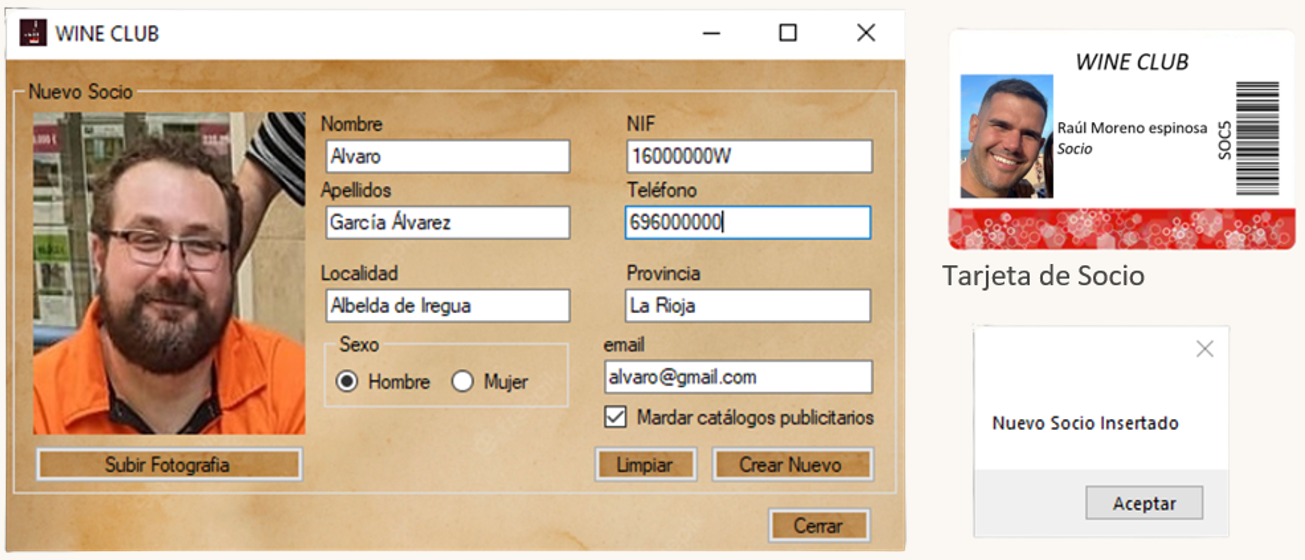 WINE CLUB
Nuevo Socio
Nombre
NIF
Alvaro
16000000W
Apellidos
Teléfono
García Álvarez
696000000
Localidad
Provincia
Albelda de Iregua
La Rioja
Sexo
Hombre
Mujer
email
alvaro@gmail.com
Mardar catálogos publicitarios
Subir Fotografia
Limpiar
Crear Nuevo
Cerrar
WINE CLUB
Raúl Moreno espinosa
Socio
SOC5
Tarjeta de Socio
Nuevo Socio Insertado
Aceptar